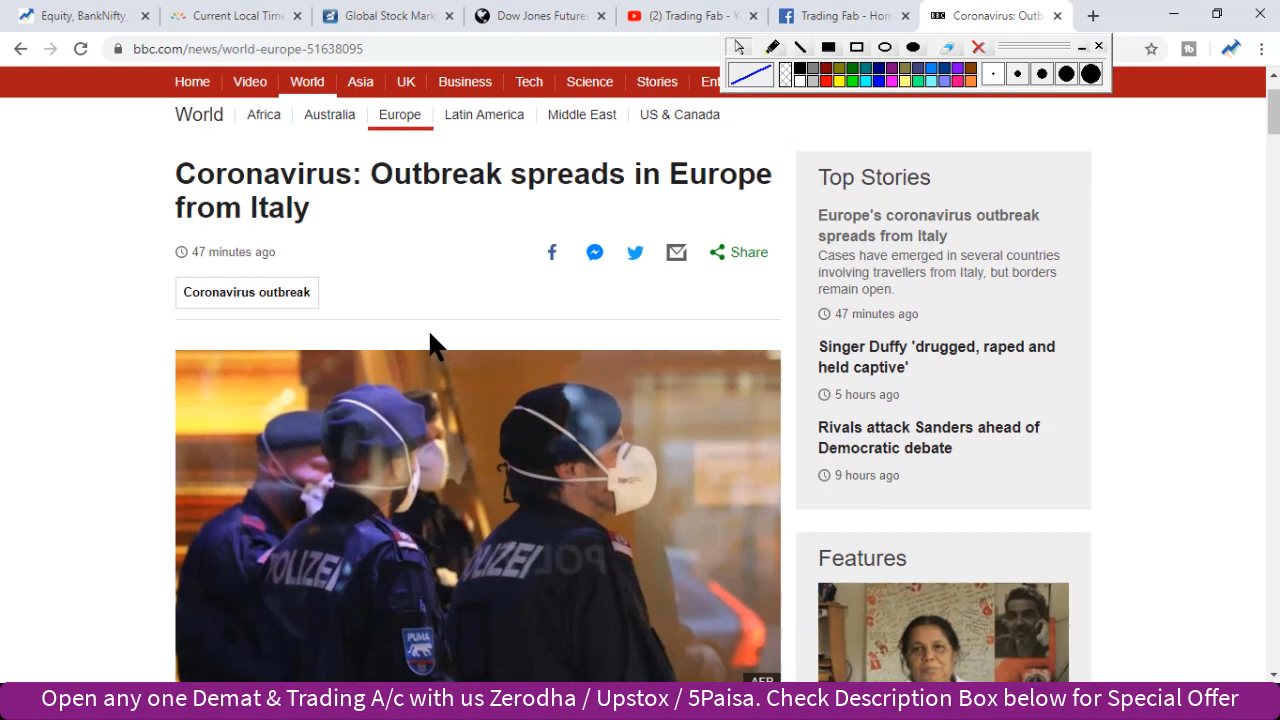 Equity, BankNifty,
Current Local Time
Global Stock Mark
Dow Jones Future
(2) Trading Fab - Y
Trading Fab - Hom
BBC
Coronavirus: Outb
bbc.com/news/world-europe-51638095
Home
Video
World
Asia
UK
Business
Tech
Science
Stories
Ent
World
Africa
Australia
Europe
Latin America
Middle East
US & Canada
Coronavirus: Outbreak spreads in Europe
from Italy
47 minutes ago
Share
Coronavirus outbreak
POLIZEI
POLIZEI
PUMA
AFP
Top Stories
Europe's coronavirus outbreak
spreads from Italy
Cases have emerged in several countries
involving travellers from Italy, but borders
remain open.
47 minutes ago
Singer Duffy 'drugged, raped and
held captive'
5 hours ago
Rivals attack Sanders ahead of
Democratic debate
9 hours ago
Features
Open any one Demat & Trading A/c with us Zerodha / Upstox / 5Paisa. Check Description Box below for Special Offer